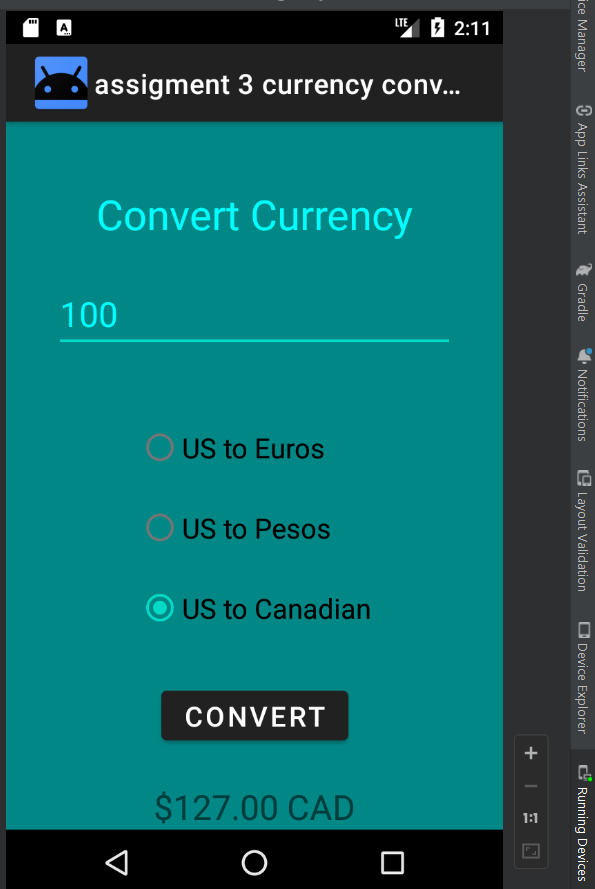 LTE
A
2:11
assigment 3 currency conv...
Convert Currency
100
US to Euros
US to Pesos
US to Canadian
CONVERT
$127.00 CAD
ce Manager
App Links Assistant
Gradle
Notifications
Layout Validation
Device Explorer
Running Devices
+
−
1:1